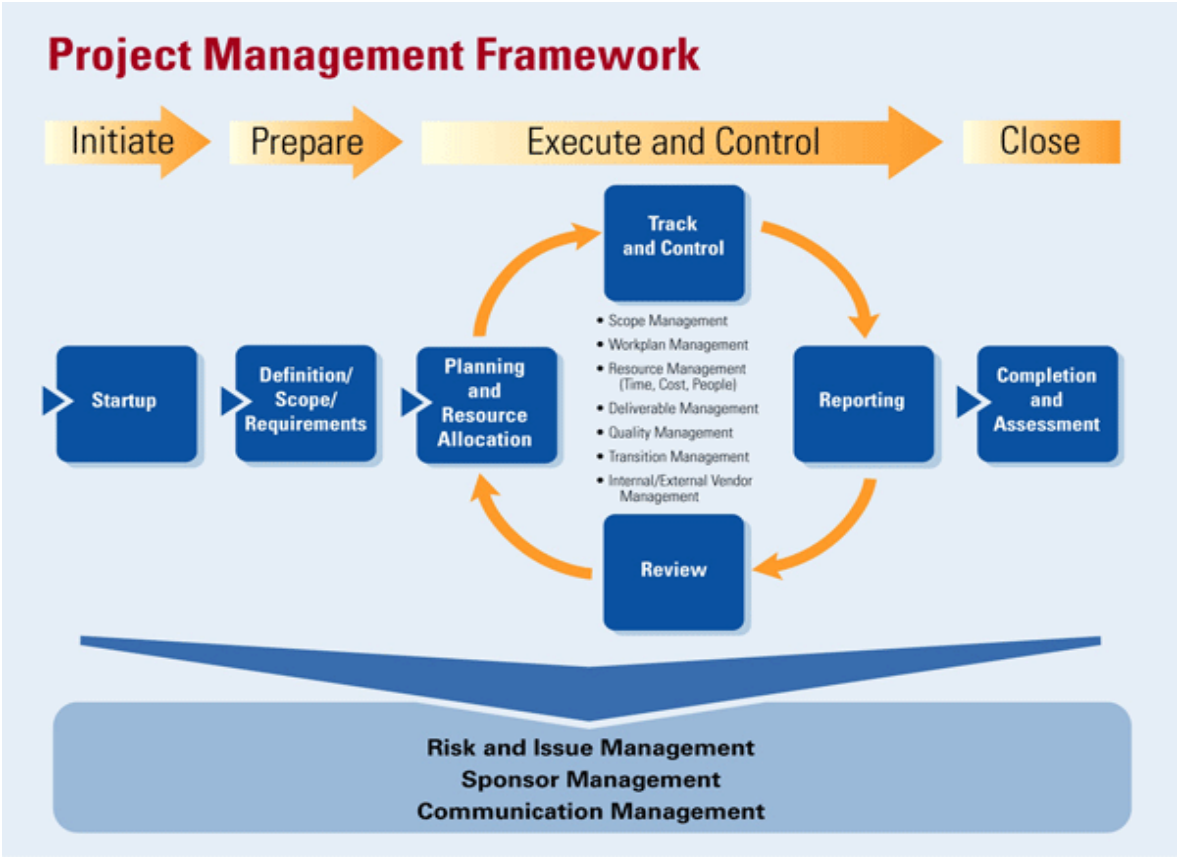 Project Management Framework
Initiate
Prepare
Execute and Control
Close
Track
and Control
• Scope Management
• Workplan Management
• Resource Management
(Time, Cost, People)
• Deliverable Management
• Quality Management
• Transition Management
• Internal/External Vendor
Management
Startup
Definition/
Scope/
Requirements
Planning
and
Resource
Allocation
Reporting
Completion
and
Assessment
Review
Risk and Issue Management
Sponsor Management
Communication Management